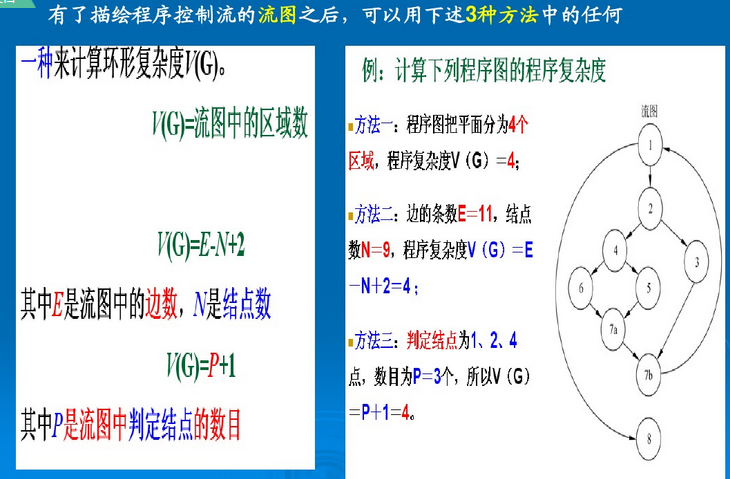 有了描绘程序控制流的流图之后，可以用下述3种方法中的任何
一种来计算环形复杂度V(G)。
V(G)=流图中的区域数
V(G)=E-N+2
其中E是流图中的边数，N是结点数
V(G)=P+1
其中P是流图中判定结点的数目
例：计算下列程序图的程序复杂度
方法一：程序图把平面分为4个
区域，程序复杂度V（G）＝4；
方法二：边的条数E＝11，结点
数N＝9，程序复杂度V（G）＝E
－N＋2＝4；
方法三：判定结点为1、2、4
点，数目为P＝3个，所以V（G）
＝P＋1＝4。
流图
1
2
4
3
6
5
7a
7b
8